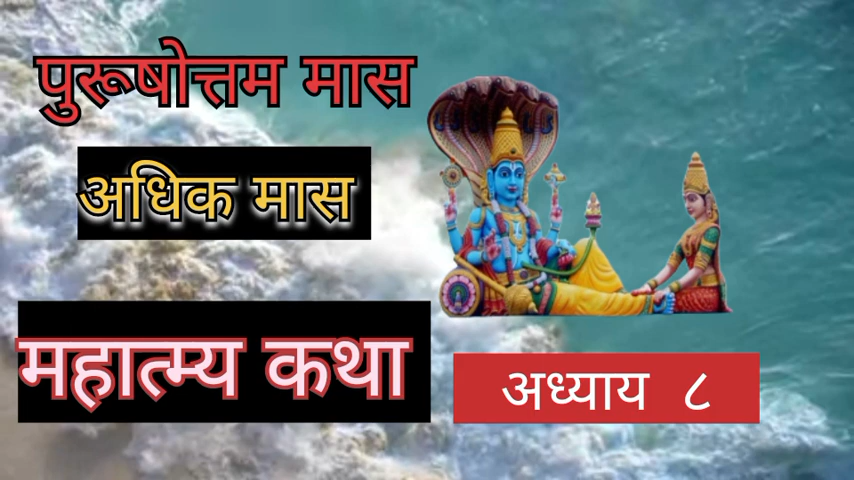 पुरूषोत्तम मास
अधिक मास
महात्म्य कथा
अध्याय ८